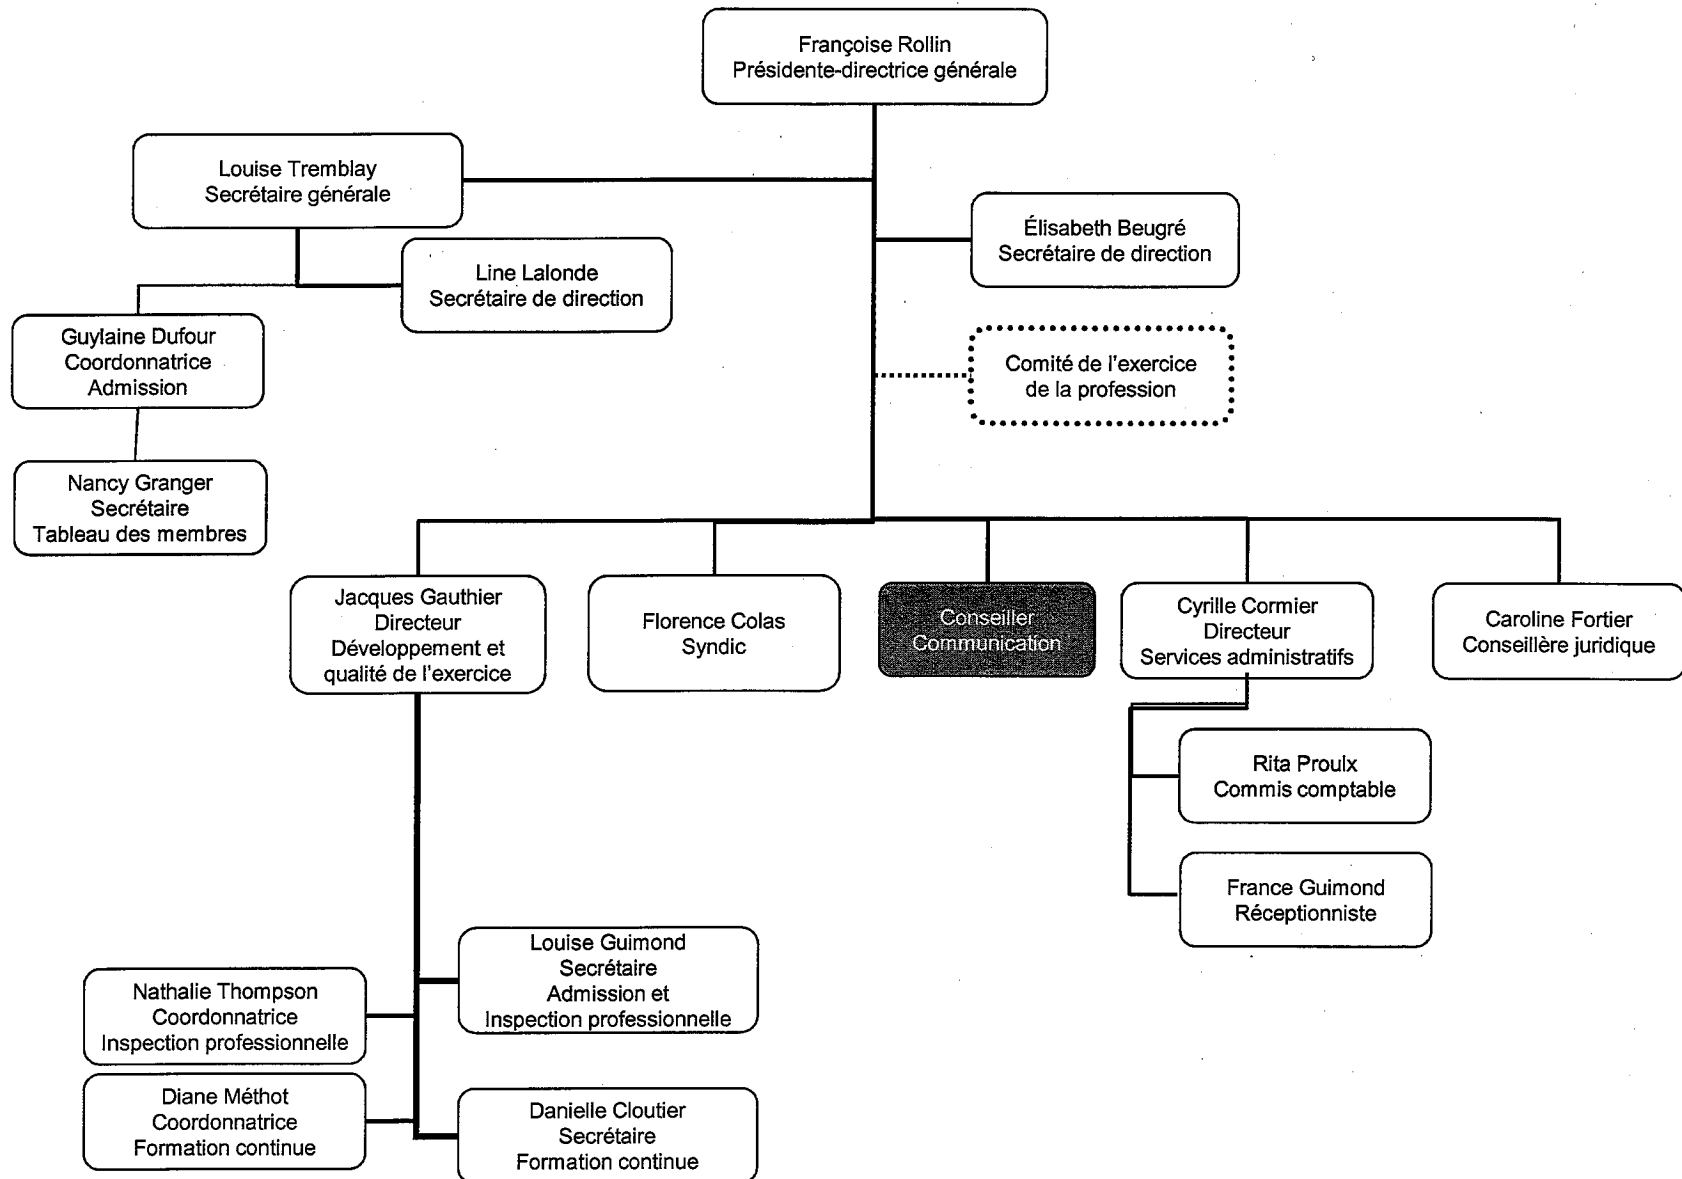 Françoise Rollin
Présidente-directrice générale
Louise Tremblay
Secrétaire générale
Élisabeth Beugré
Secrétaire de direction
Line Lalonde
Secrétaire de direction
Guylaine Dufour
Coordonnatrice
Admission
Comité de l'exercice
de la profession
Nancy Granger
Secrétaire
Tableau des membres
Jacques Gauthier
Directeur
Développement et
qualité de l'exercice
Florence Colas
Syndic
Conseiller
Communication
Cyrille Cormier
Directeur
Services administratifs
Caroline Fortier
Conseillère juridique
Rita Proulx
Commis comptable
France Guimond
Réceptionniste
Louise Guimond
Secrétaire
Admission et
Inspection professionnelle
Nathalie Thompson
Coordonnatrice
Inspection professionnelle
Diane Méthot
Coordonnatrice
Formation continue
Danielle Cloutier
Secrétaire
Formation continue